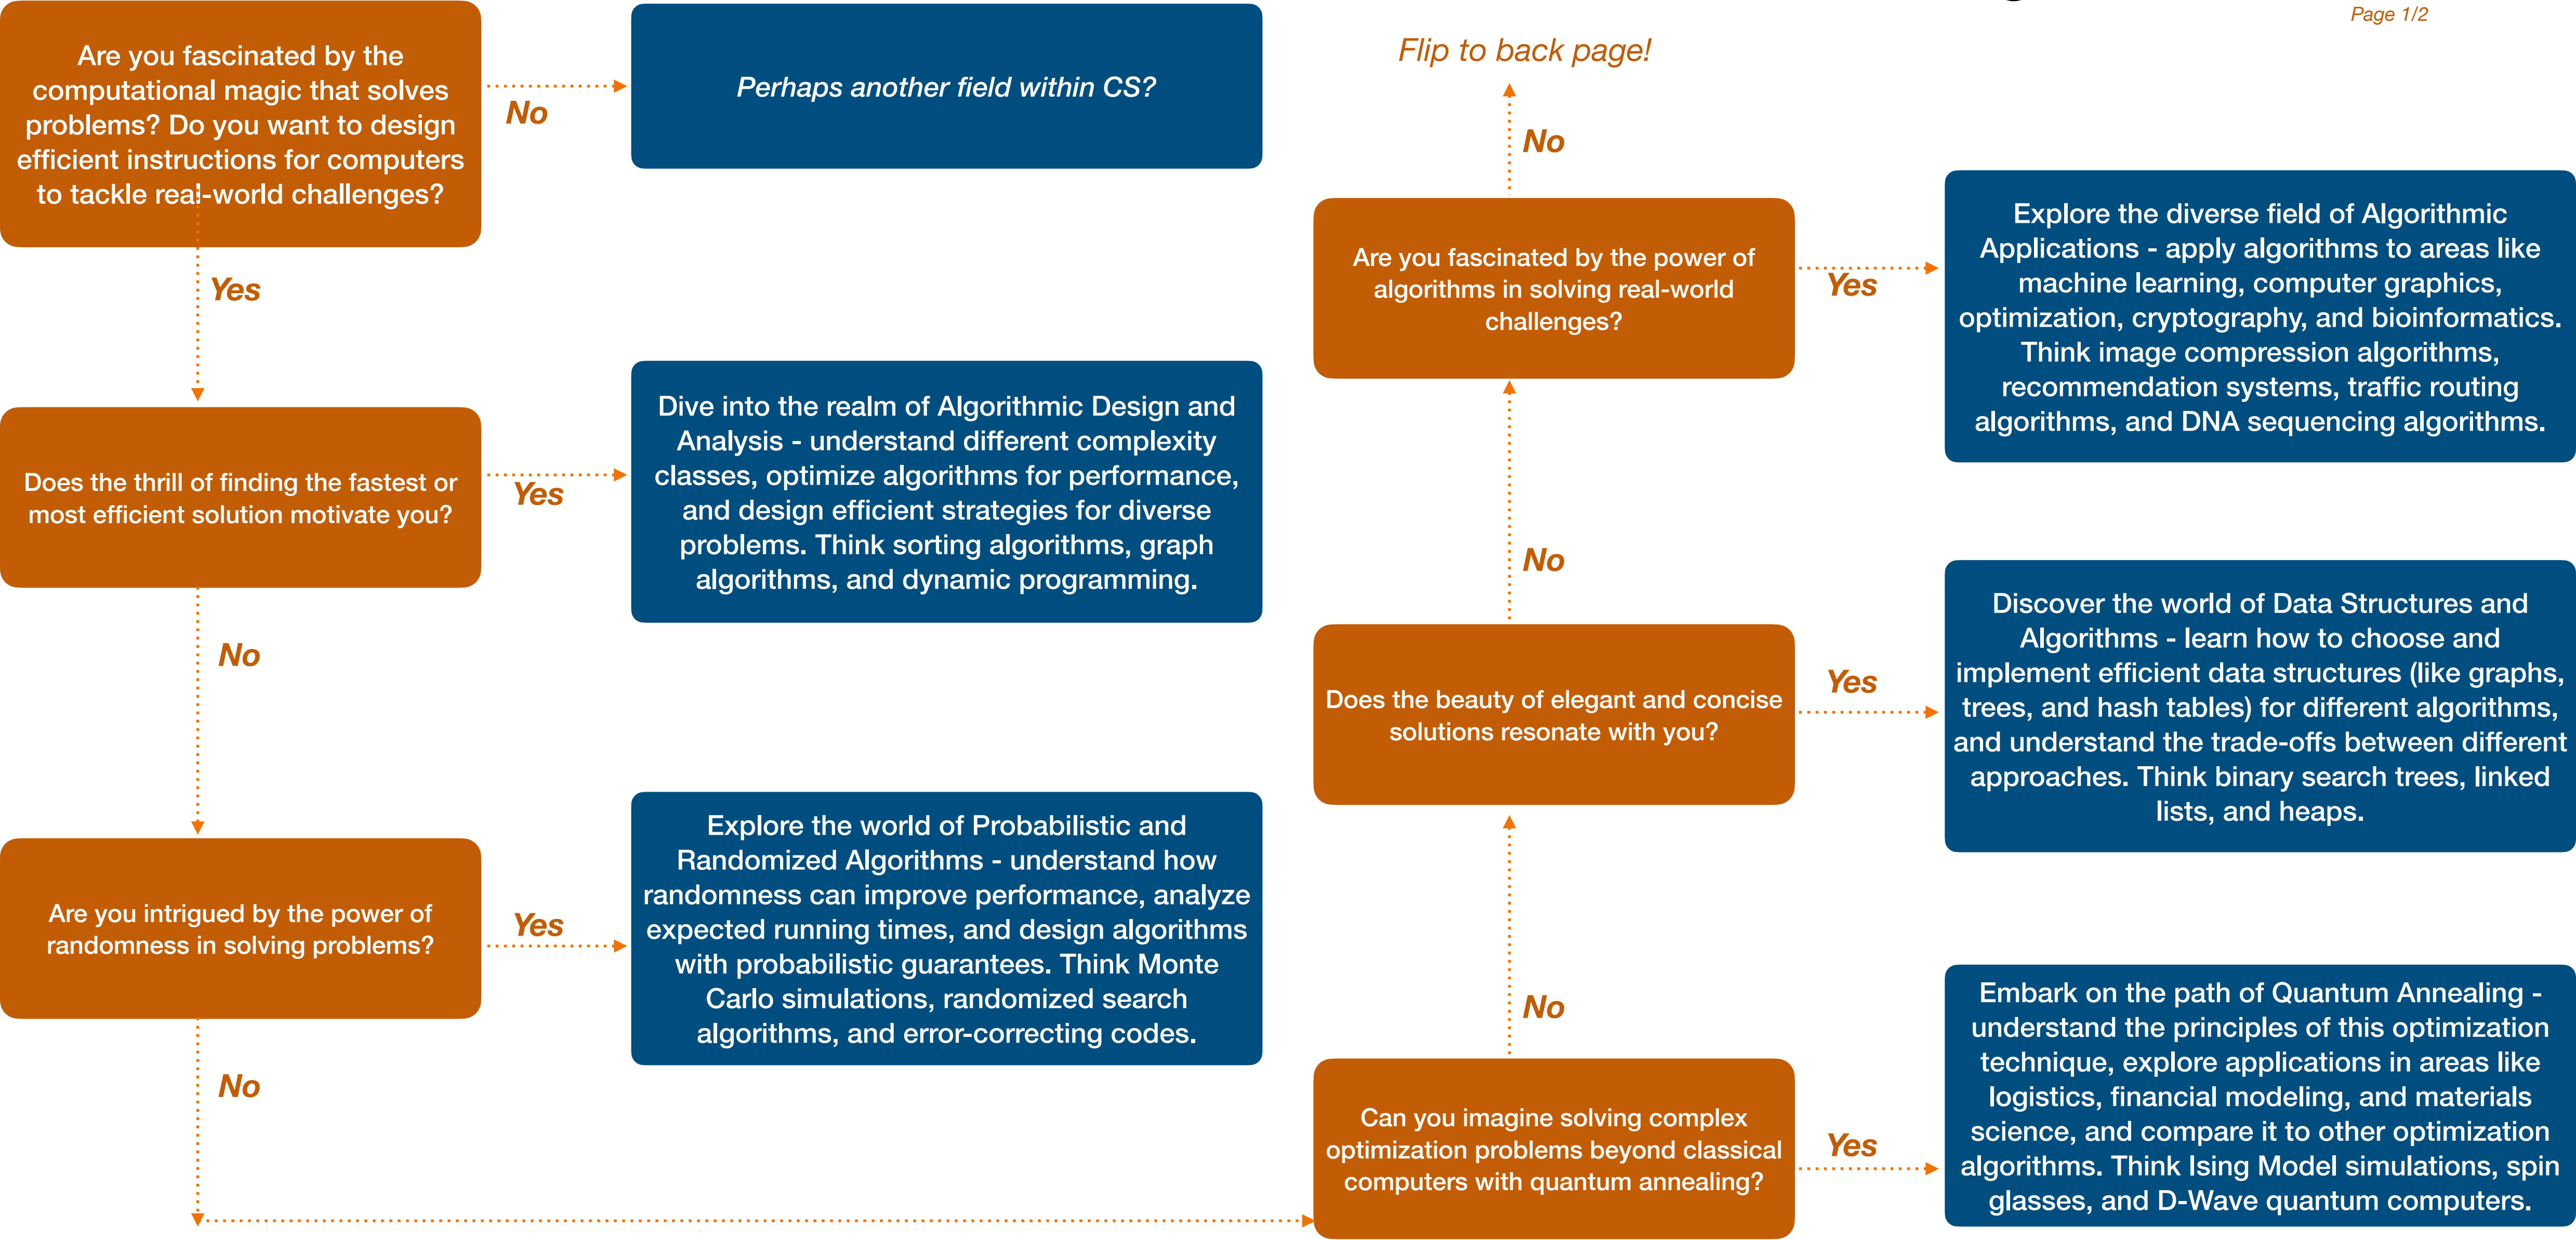 Page 1/2
Are you fascinated by the
computational magic that solves
problems? Do you want to design
efficient instructions for computers
to tackle real-world challenges?
No
Perhaps another field within CS?
Yes
Does the thrill of finding the fastest or
most efficient solution motivate you?
Yes
Dive into the realm of Algorithmic Design and
Analysis - understand different complexity
classes, optimize algorithms for performance,
and design efficient strategies for diverse
problems. Think sorting algorithms, graph
algorithms, and dynamic programming.
No
Are you intrigued by the power of
randomness in solving problems?
Yes
Explore the world of Probabilistic and
Randomized Algorithms - understand how
randomness can improve performance, analyze
expected running times, and design algorithms
with probabilistic guarantees. Think Monte
Carlo simulations, randomized search
algorithms, and error-correcting codes.
No
Can you imagine solving complex
optimization problems beyond classical
computers with quantum annealing?
Yes
Embark on the path of Quantum Annealing -
understand the principles of this optimization
technique, explore applications in areas like
logistics, financial modeling, and materials
science, and compare it to other optimization
algorithms. Think Ising Model simulations, spin
glasses, and D-Wave quantum computers.
No
Does the beauty of elegant and concise
solutions resonate with you?
Yes
Discover the world of Data Structures and
Algorithms - learn how to choose and
implement efficient data structures (like graphs,
trees, and hash tables) for different algorithms,
and understand the trade-offs between different
approaches. Think binary search trees, linked
lists, and heaps.
No
Are you fascinated by the power of
algorithms in solving real-world
challenges?
Yes
Explore the diverse field of Algorithmic
Applications - apply algorithms to areas like
machine learning, computer graphics,
optimization, cryptography, and bioinformatics.
Think image compression algorithms,
recommendation systems, traffic routing
algorithms, and DNA sequencing algorithms.
No
Flip to back page!